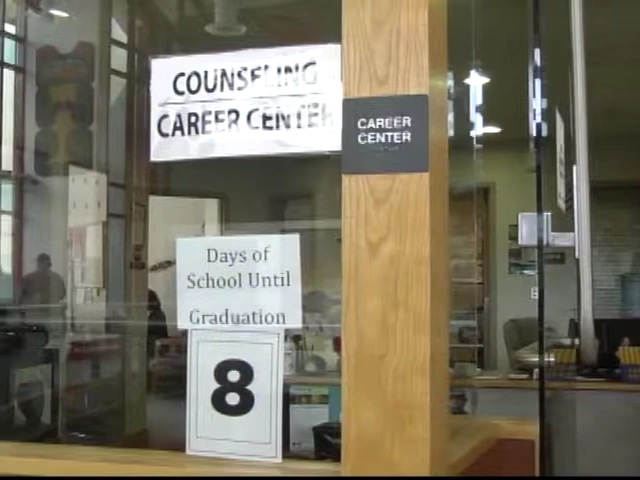 COUNSELING
CAREER CENTER
CAREER
CENTER
Days of
School Until
Graduation
8